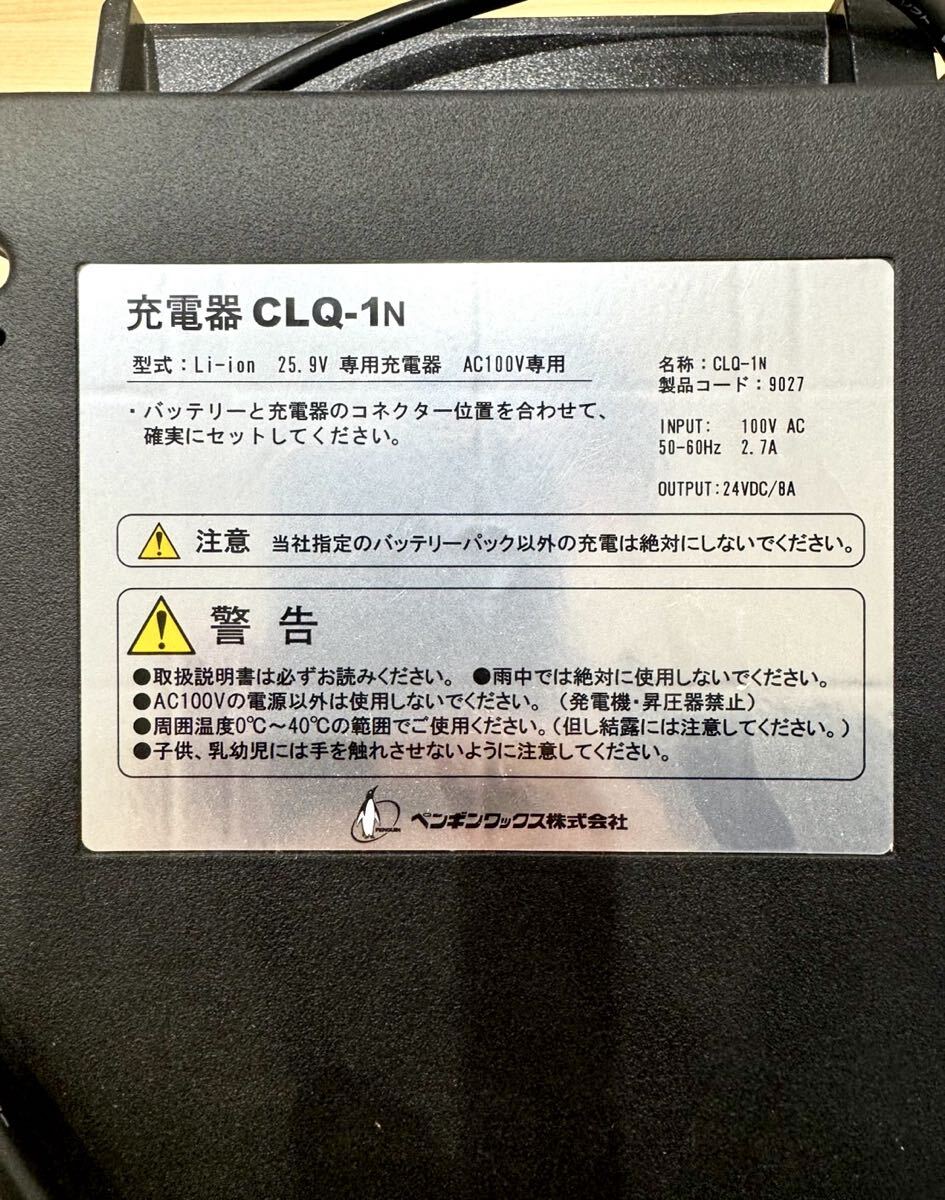 充電器 CLQ-1N
型式：Li-ion 25.9V 専用充電器 AC100V専用
・バッテリーと充電器のコネクター位置を合わせて、
確実にセットしてください。
名称：CLQ-1N
製品コード：9027
INPUT: 100V AC
50-60Hz 2.7A
OUTPUT:24VDC/8A
注意 当社指定のバッテリーパック以外の充電は絶対にしないでください。
警告
●取扱説明書は必ずお読みください。 ●雨中では絶対に使用しないでください。
●AC100Vの電源以外は使用しないでください。（発電機・昇圧器禁止）
●周囲温度0℃～40℃の範囲でご使用ください。（但し結露には注意してください。）
●子供、乳幼児には手を触れさせないように注意してください。
PENGUIN ペンギンワックス株式会社